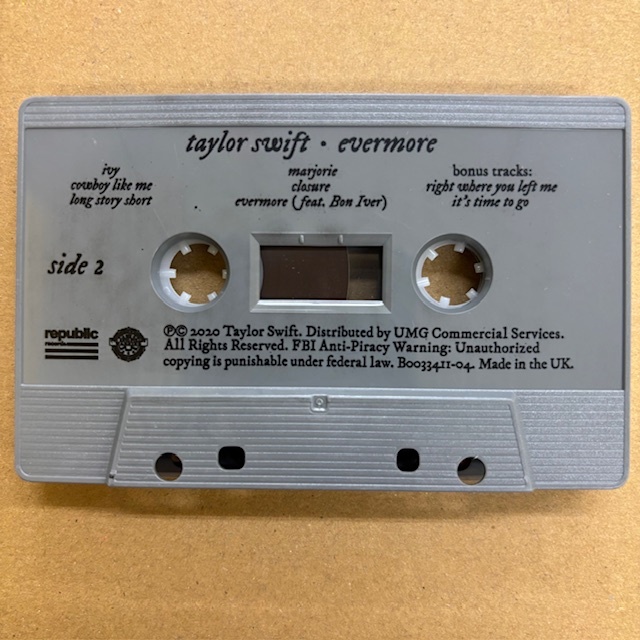 taylor swift • evermore
ivy
cowboy like me
long story short
marjorie
closure
evermore (feat. Bon Iver)
bonus tracks:
right where you left me
it's time to go
side 2
republic
records
℗© 2020 Taylor Swift. Distributed by UMG Commercial Services.
All Rights Reserved. FBI Anti-Piracy Warning: Unauthorized
copying is punishable under federal law. B0033411-04. Made in the UK.